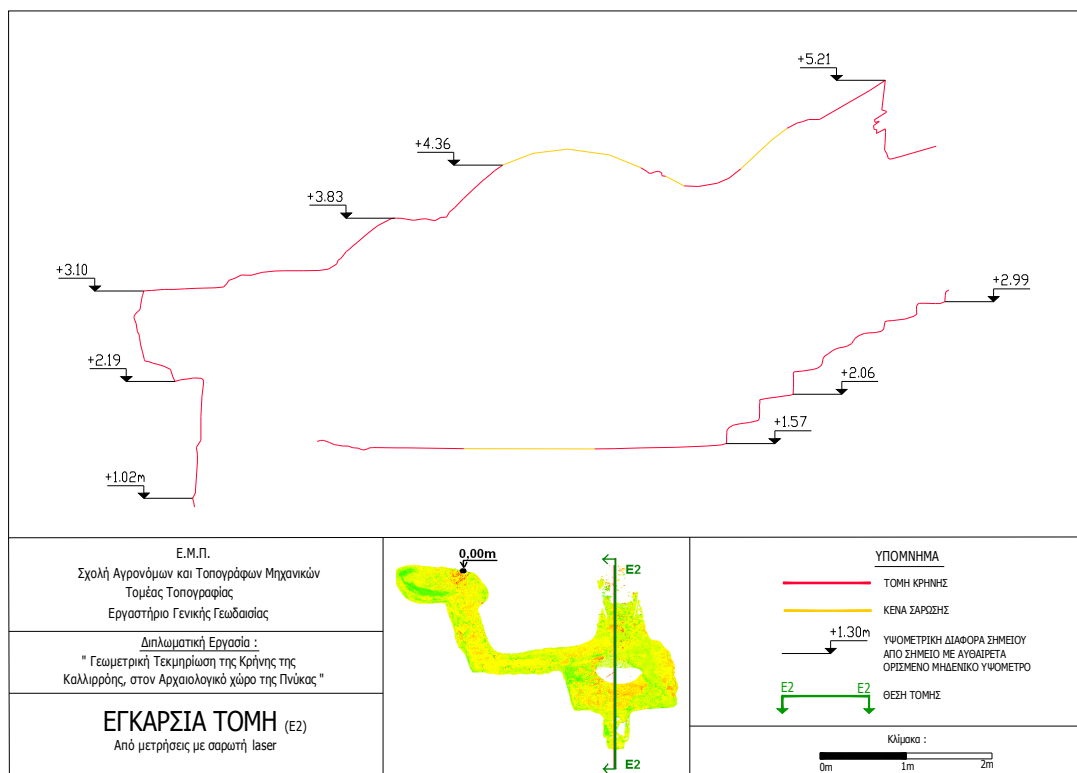 +5.21
+4.36
+3.83
+3.10
+2.99
+2.19
+2.06
+1.57
+1.02m
Ε.Μ.Π.
Σχολή Αγρονόμων και Τοπογράφων Μηχανικών
Τομέας Τοπογραφίας
Εργαστήριο Γενικής Γεωδαισίας
Διπλωματική Εργασία :
" Γεωμετρική Τεκμηρίωση της Κρήνης της
Καλλιρρόης, στον Αρχαιολογικό χώρο της Πνύκας "
ΕΓΚΑΡΣΙΑ ΤΟΜΗ (Ε2)
Από μετρήσεις με σαρωτή laser
0,00m
E2
E2
ΥΠΟΜΝΗΜΑ
ΤΟΜΗ ΚΡΗΝΗΣ
ΚΕΝΑ ΣΑΡΩΣΗΣ
+1.30m
ΥΨΟΜΕΤΡΙΚΗ ΔΙΑΦΟΡΑ ΣΗΜΕΙΟΥ
ΑΠΟ ΣΗΜΕΙΟ ΜΕ ΑΥΘΑΙΡΕΤΑ
ΟΡΙΣΜΕΝΟ ΜΗΔΕΝΙΚΟ ΥΨΟΜΕΤΡΟ
E2 E2
ΘΕΣΗ ΤΟΜΗΣ
Κλίμακα :
0m 1m 2m